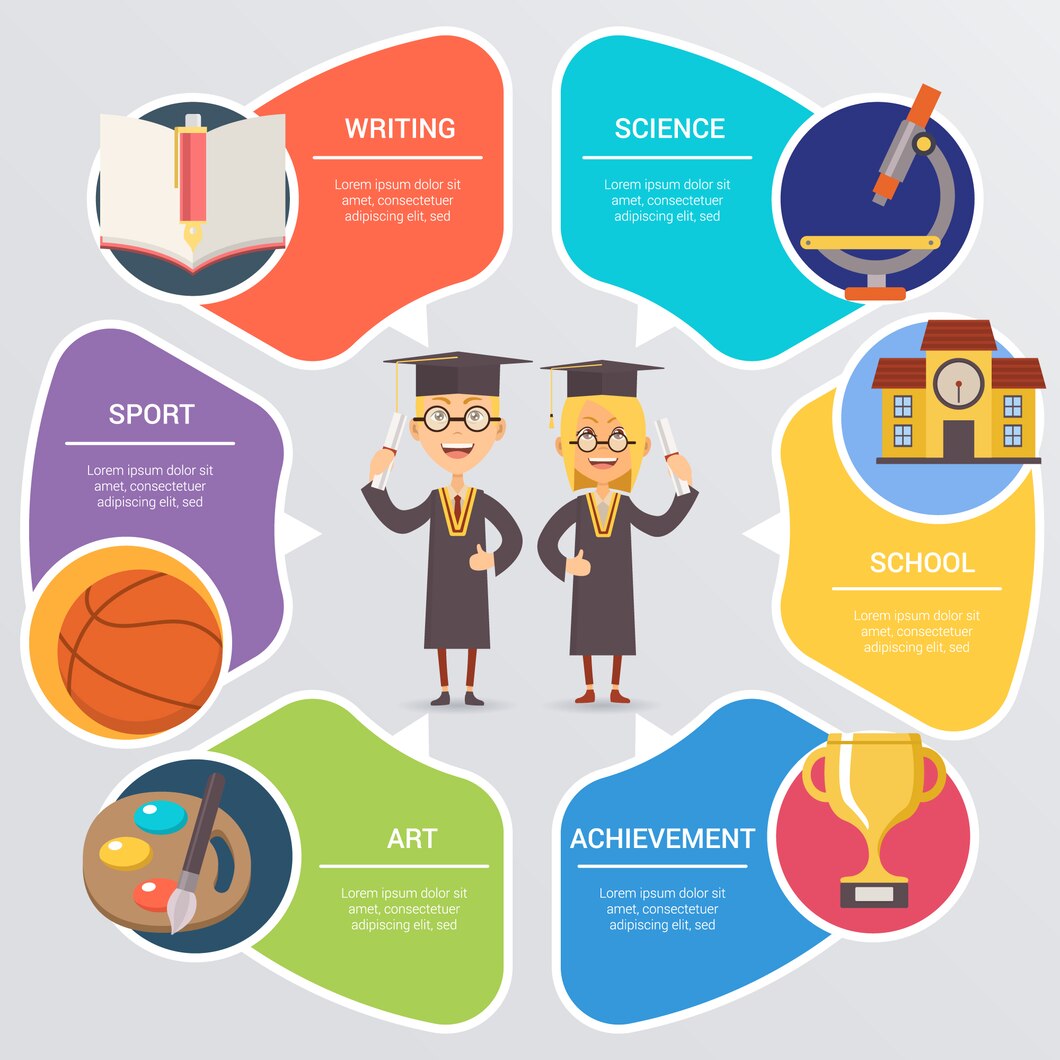 WRITING
Lorem ipsum dolor sit
amet, consectetuer
adipiscing elit, sed
SCIENCE
Lorem ipsum dolor sit
amet, consectetuer
adipiscing elit, sed
SPORT
Lorem ipsum dolor sit
amet, consectetuer
adipiscing elit, sed
SCHOOL
Lorem ipsum dolor sit
amet, consectetuer
adipiscing elit, sed
ART
Lorem ipsum dolor sit
amet, consectetuer
adipiscing elit, sed
ACHIEVEMENT
Lorem ipsum dolor sit
amet, consectetuer
adipiscing elit, sed